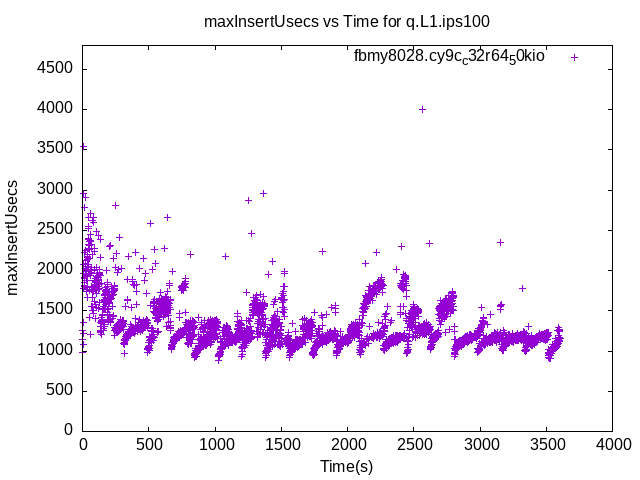 maxInsertUsecs vs Time for q.L1.ips100
fbmy8028.cy9c_c32r64_50kio
4500
4000
3500
3000
2500
2000
1500
1000
500
0
maxInsertUsecs
0 500 1000 1500 2000 2500 3000 3500 4000
Time(s)